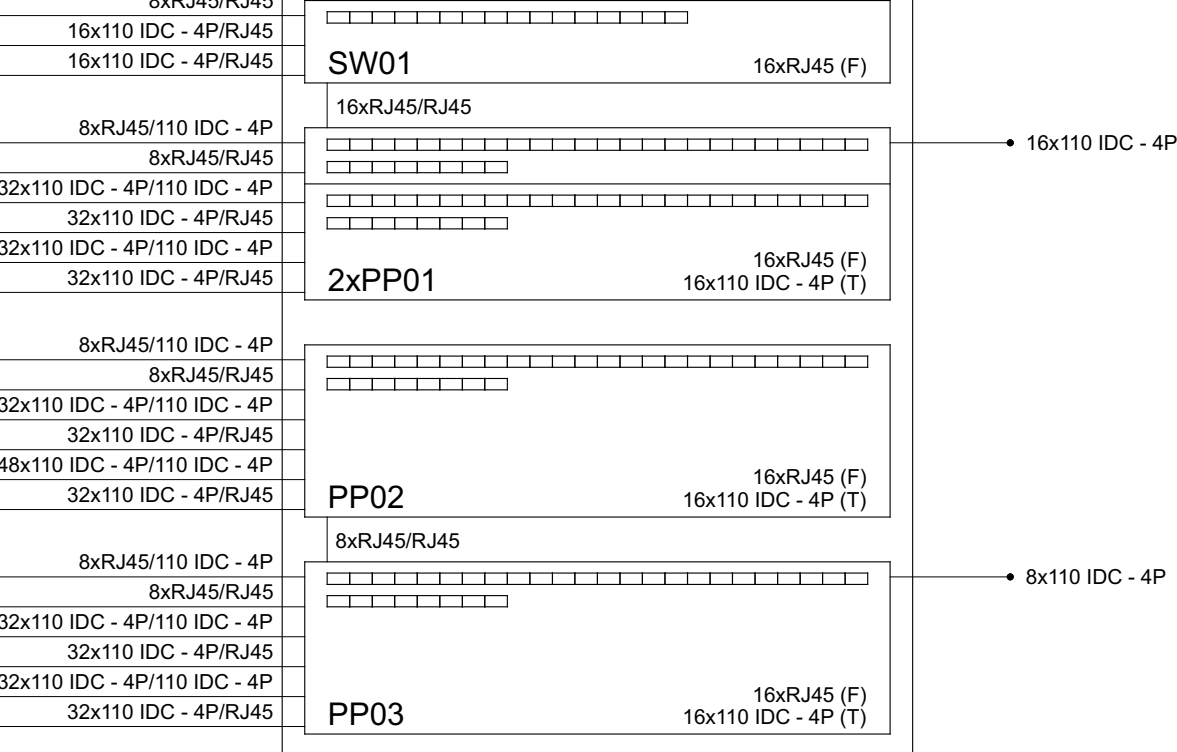 8xRJ45/RJ45
16x110 IDC - 4P/RJ45
16x110 IDC - 4P/RJ45
SW01
16xRJ45 (F)
16xRJ45/RJ45
8xRJ45/110 IDC - 4P
8xRJ45/RJ45
32x110 IDC - 4P/110 IDC - 4P
32x110 IDC - 4P/RJ45
32x110 IDC - 4P/110 IDC - 4P
32x110 IDC - 4P/RJ45
2xPP01
16xRJ45 (F)
16x110 IDC - 4P (T)
16x110 IDC - 4P
8xRJ45/110 IDC - 4P
8xRJ45/RJ45
32x110 IDC - 4P/110 IDC - 4P
32x110 IDC - 4P/RJ45
48x110 IDC - 4P/110 IDC - 4P
32x110 IDC - 4P/RJ45
PP02
16xRJ45 (F)
16x110 IDC - 4P (T)
8xRJ45/RJ45
8xRJ45/110 IDC - 4P
8xRJ45/RJ45
32x110 IDC - 4P/110 IDC - 4P
32x110 IDC - 4P/RJ45
32x110 IDC - 4P/110 IDC - 4P
32x110 IDC - 4P/RJ45
PP03
16xRJ45 (F)
16x110 IDC - 4P (T)
8x110 IDC - 4P